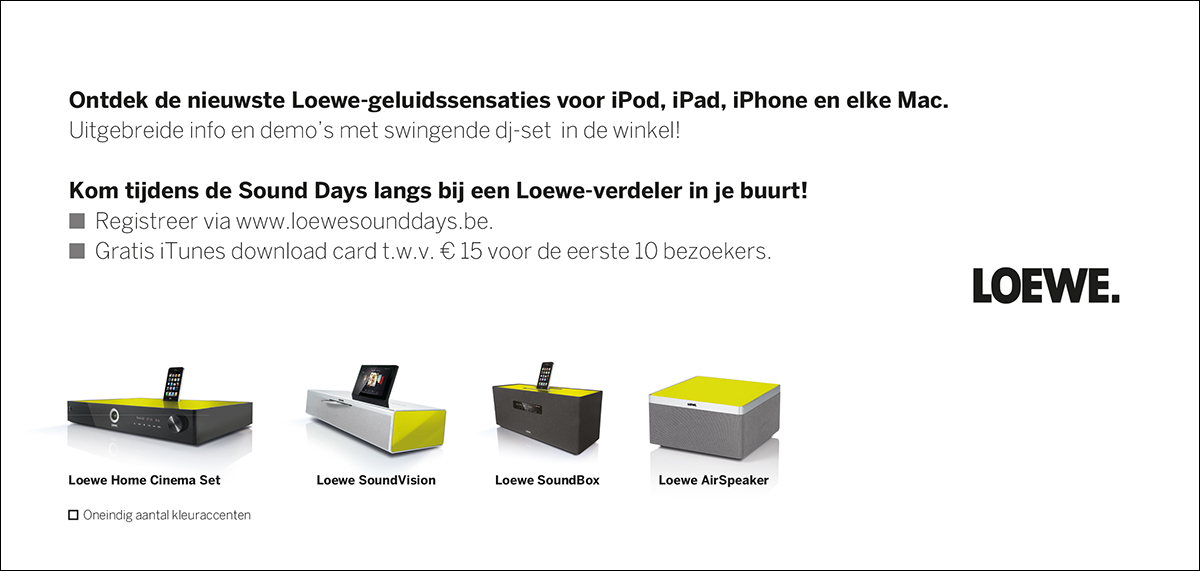 Ontdek de nieuwste Loewe-geluidssensaties voor iPod, iPad, iPhone en elke Mac.
Uitgebreide info en demo's met swingende dj-set in de winkel!
Kom tijdens de Sound Days langs bij een Loewe-verdeler in je buurt!
Registreer via www.loewesounddays.be.
Gratis iTunes download card t.w.v. € 15 voor de eerste 10 bezoekers.
LOEWE.
Loewe Home Cinema Set
Loewe SoundVision
Loewe SoundBox
Loewe AirSpeaker
Oneindig aantal kleuraccenten